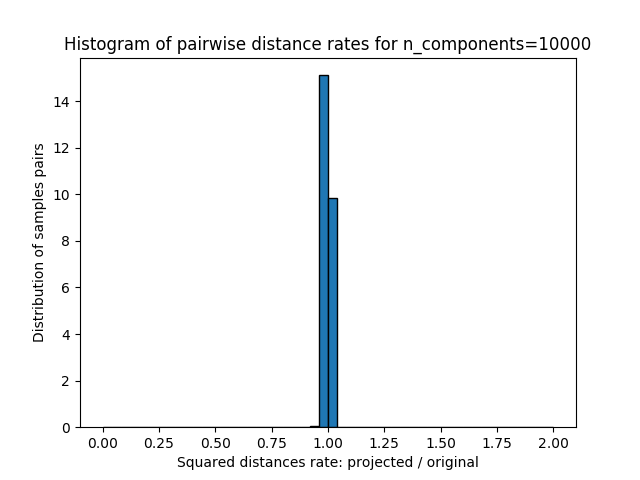 Histogram of pairwise distance rates for n_components=10000
14
12
10
8
6
4
2
0
Distribution of samples pairs
0.00 0.25 0.50 0.75 1.00 1.25 1.50 1.75 2.00
Squared distances rate: projected / original